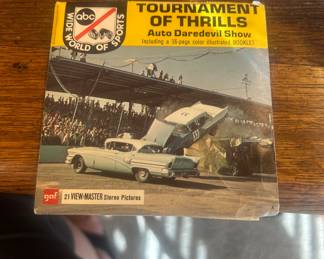 abc
WIDE WORLD OF SPORTS
TOURNAMENT
OF THRILLS
Auto Daredevil Show
Including a 16-page color illustrated BOOKLET
gaf
21 VIEW-MASTER Stereo Pictures